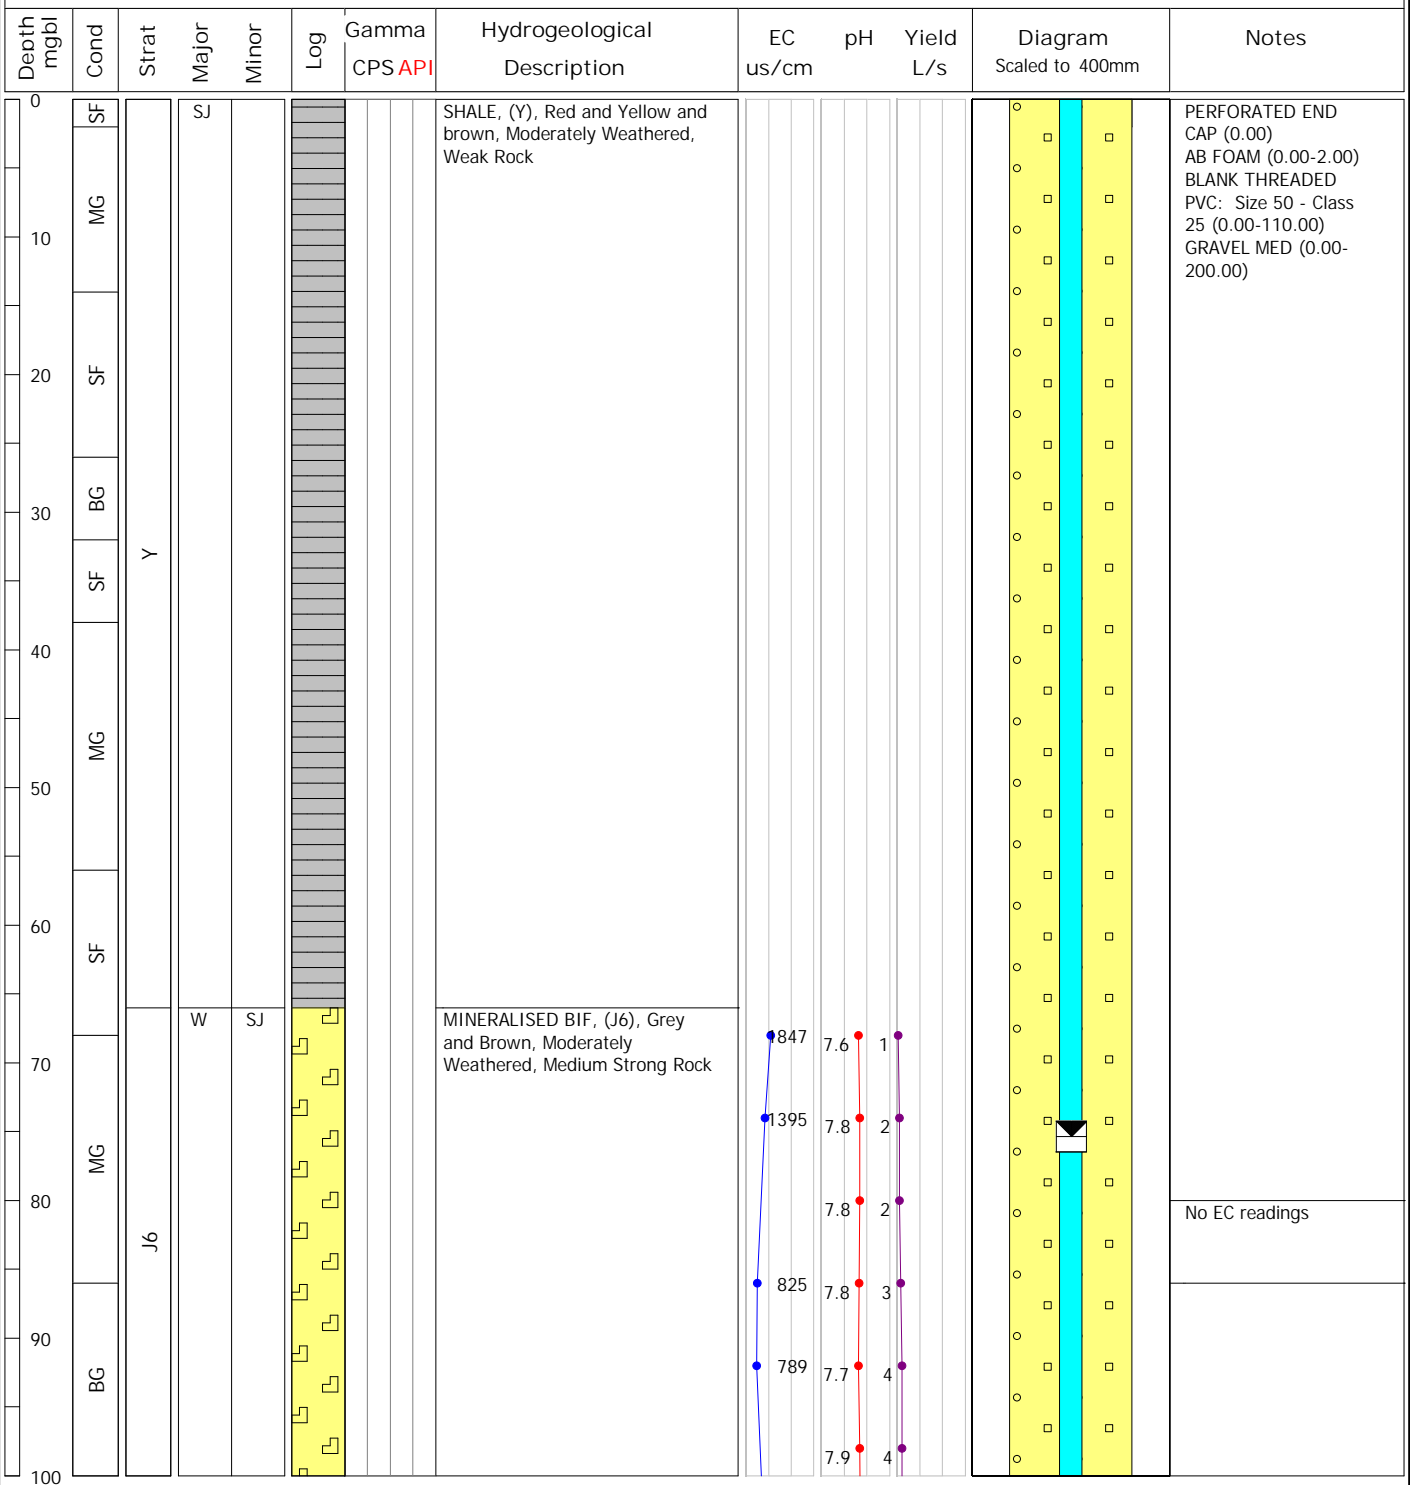 Depth mgbl Cond Strat Major Minor Log Gamma CPS API Hydrogeological Description EC us/cm pH Yield L/s Diagram Scaled to 400mm Notes
0 SF SJ
SHALE, (Y), Red and Yellow and
brown, Moderately Weathered,
Weak Rock
PERFORATED END
CAP (0.00)
AB FOAM (0.00-2.00)
BLANK THREADED
PVC: Size 50 - Class
25 (0.00-110.00)
GRAVEL MED (0.00-
200.00)
MG
10
20 SF
BG
30
Y
SF
40
MG
50
60
SF
W SJ
MINERALISED BIF, (J6), Grey
and Brown, Moderately
Weathered, Medium Strong Rock
1847 7.6 1
70
1395 7.8 2
MG
80
7.8 2
No EC readings
J6
825 7.8 3
90
789 7.7 4
BG
7.9 4
100